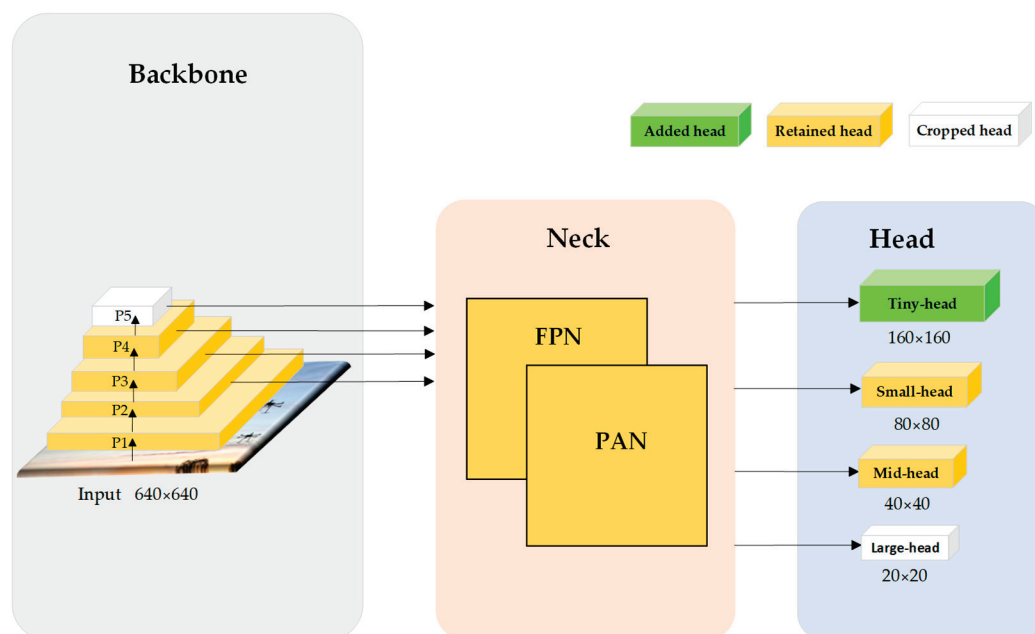 Backbone
Added head
Retained head
Cropped head
P5
P4
P3
P2
P1
Input 640×640
Neck
FPN
PAN
Head
Tiny-head
160×160
Small-head
80×80
Mid-head
40×40
Large-head
20×20